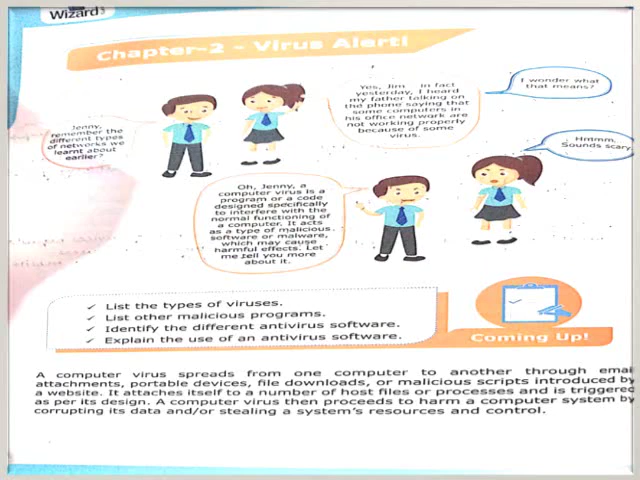 Wizard
Chapter-2 ~ Virus Alert!
Jenny,
remember the
different types
of networks we
learnt about
earlier?
Yes, Jim. In fact
yesterday, I heard
my father talking on
the phone saying that
some computers in
his office network are
not working properly
because of some
virus.
I wonder what
that means?
Hmmm.
Sounds scary
Oh, Jenny, a
computer virus is a
program or a code
designed specifically
to interfere with the
normal functioning of
a computer. It acts
as a type of malicious
software or malware,
which may cause
harmful effects. Let
me tell you more
about it.
✓ List the types of viruses.
✓ List other malicious programs.
✓ Identify the different antivirus software.
✓ Explain the use of an antivirus software.
Coming Up!
A computer virus spreads from one computer to another through email
attachments, portable devices, file downloads, or malicious scripts introduced by
a website. It attaches itself to a number of host files or processes and is triggered
as per its design. A computer virus then proceeds to harm a computer system by
corrupting its data and/or stealing a system's resources and control.